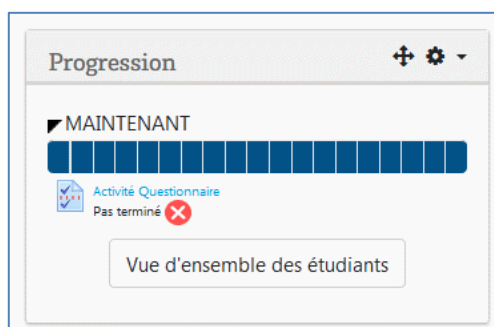 Progression
MAINTENANT
Activité Questionnaire
Pas terminé
Vue d'ensemble des étudiants